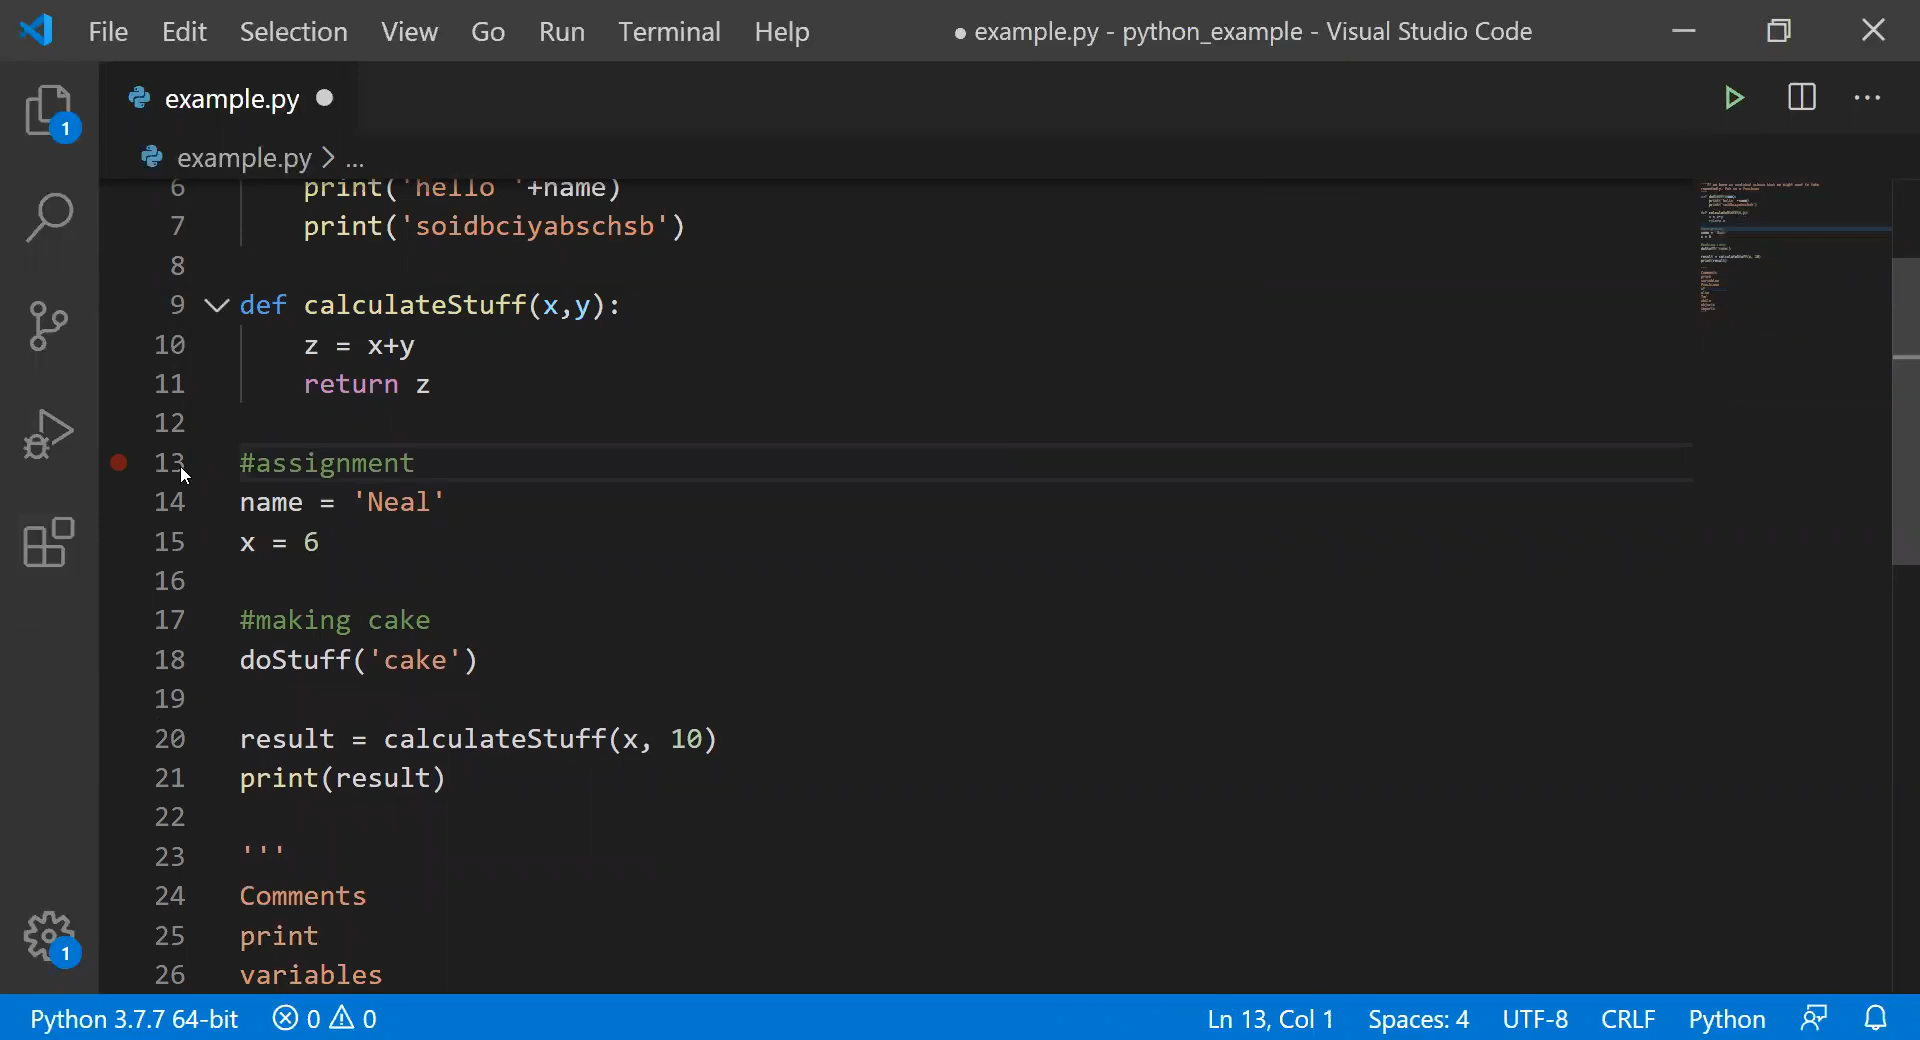 File Edit Selection View Go Run Terminal Help ● example.py - python_example - Visual Studio Code
example.py ●
example.py > ...
1
6 print('hello '+name)
7 print('soidbciyabschsb')
8
9 def calculateStuff(x,y):
10 z = x+y
11 return z
12
13 #assignment
14 name = 'Neal'
15 x = 6
16
17 #making cake
18 doStuff('cake')
19
20 result = calculateStuff(x, 10)
21 print(result)
22
23 '''
24 Comments
25 print
26 variables
1
Python 3.7.7 64-bit 0 0 Ln 13, Col 1 Spaces: 4 UTF-8 CRLF Python